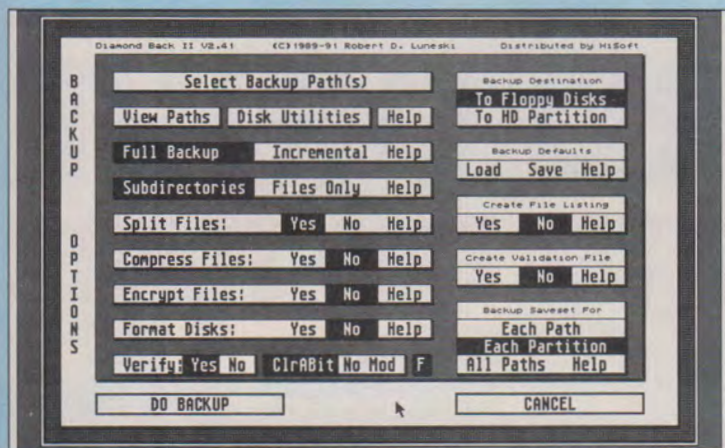 Diamond Back II V2.41 (C)1989-91 Robert D. Luneski Distributed by HiSoft
BACKUP OPTIONS
Select Backup Path(s)
View Paths Disk Utilities Help
Full Backup Incremental Help
Subdirectories Files Only Help
Split Files: Yes No Help
Compress Files: Yes No Help
Encrypt Files: Yes No Help
Format Disks: Yes No Help
Verify: Yes No ClrABit No Mod F
Backup Destination
To Floppy Disks
To HD Partition
Backup Defaults
Load Save Help
Create File Listing
Yes No Help
Create Validation File
Yes No Help
Backup Saveset For
Each Path
Each Partition
All Paths Help
DO BACKUP CANCEL